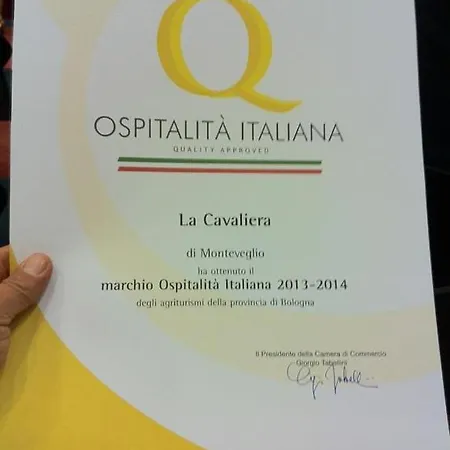 Q
OSPITALITÀ ITALIANA
QUALITY APPROVED
La Cavaliera
di Monteveglio
ha ottenuto il
marchio Ospitalità Italiana 2013-2014
degli agriturismi della provincia di Bologna
Il Presidente della Camera di Commercio
Giorgio Tabellini